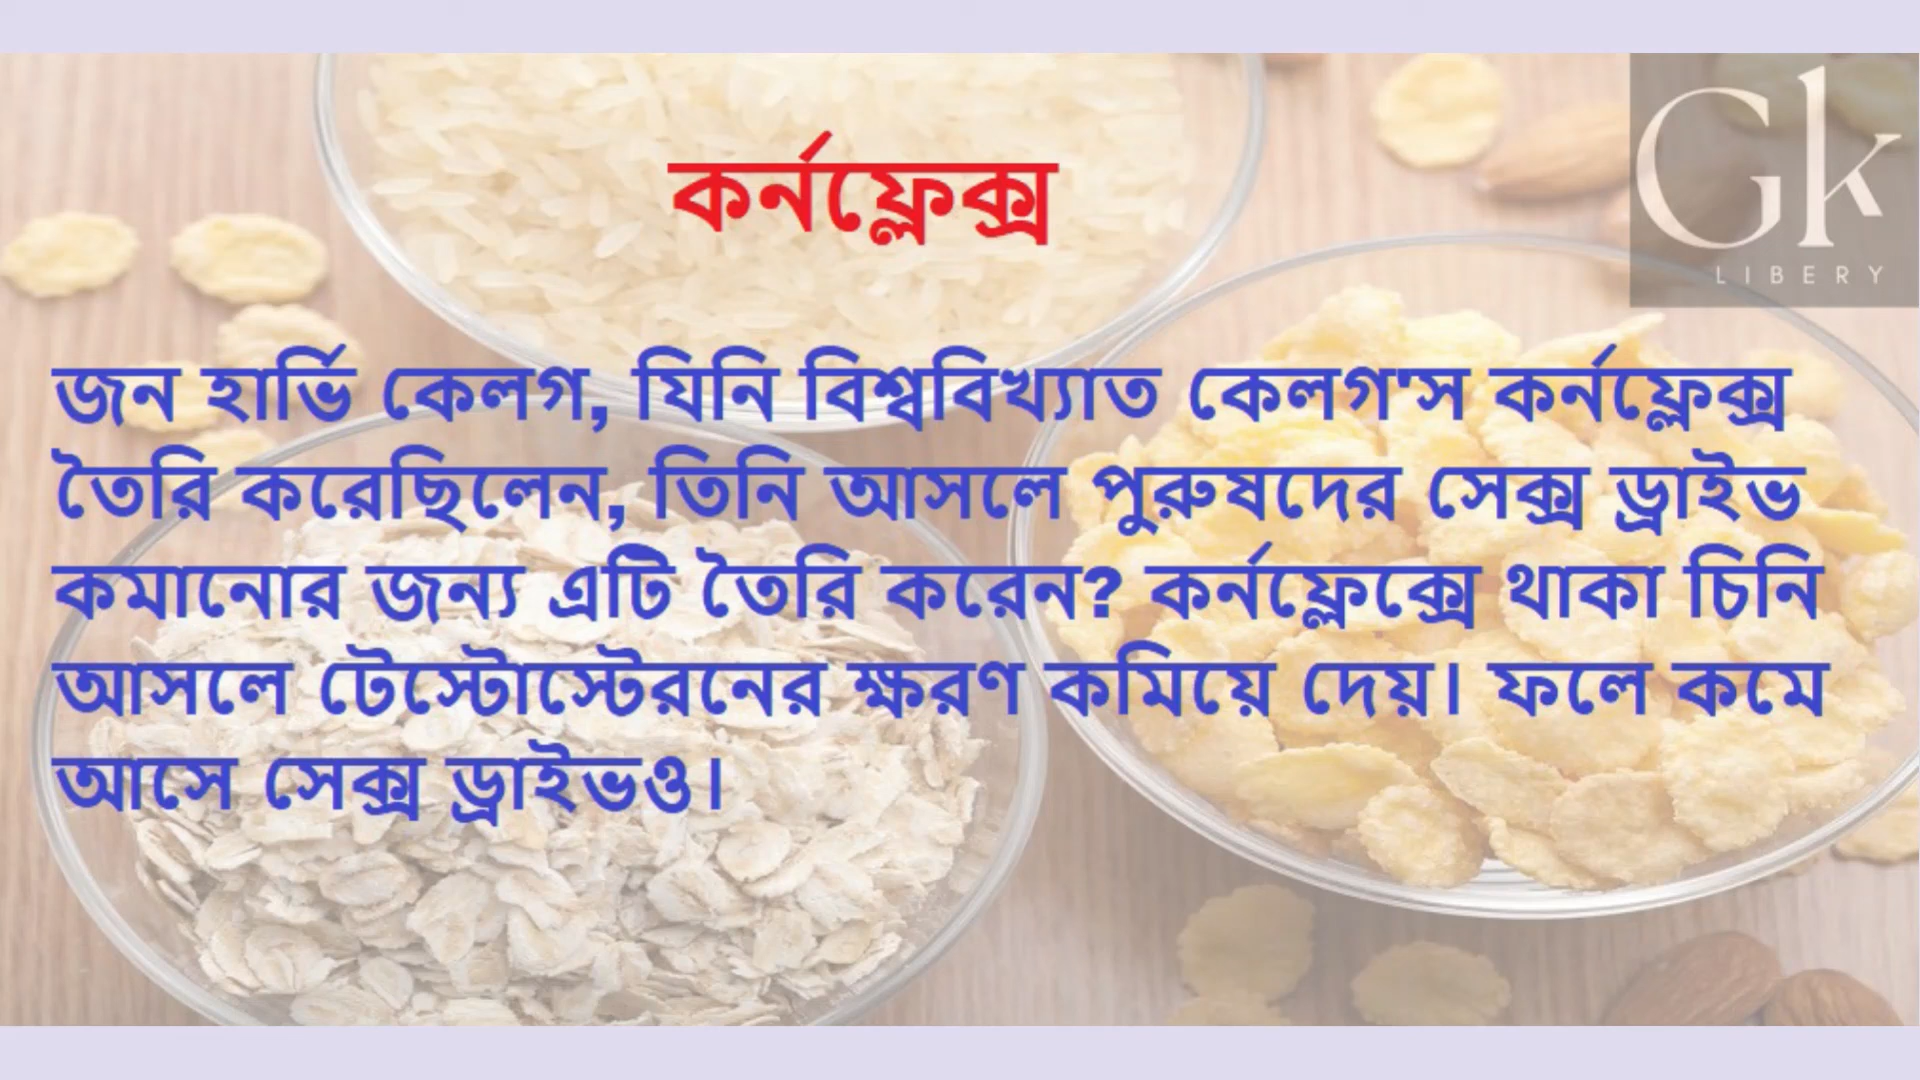 Gk
LIBERY
কর্নফ্লেক্স
জন হার্ভি কেলগ, যিনি বিশ্ববিখ্যাত কেলগ'স কর্নফ্লেক্স
তৈরি করেছিলেন, তিনি আসলে পুরুষদের সেক্স ড্রাইভ
কমানোর জন্য এটি তৈরি করেন? কর্নফ্লেক্সে থাকা চিনি
আসলে টেস্টোস্টেরনের ক্ষরণ কমিয়ে দেয়। ফলে কমে
আসে সেক্স ড্রাইভও।